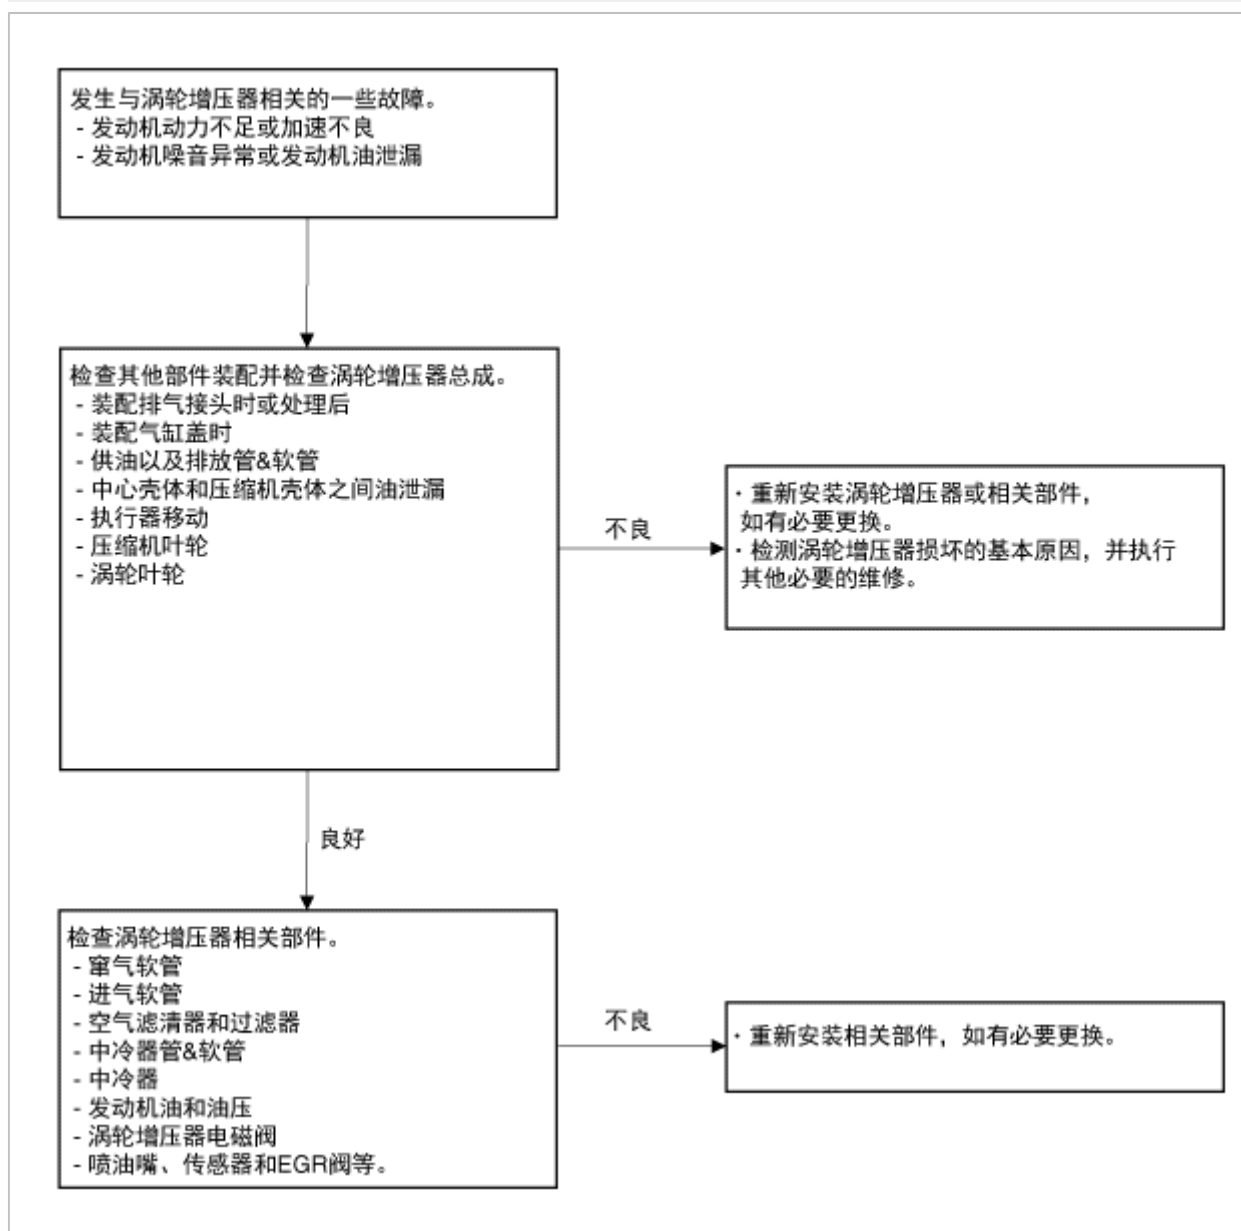 发生与涡轮增压器相关的一些故障。
- 发动机动力不足或加速不良
- 发动机噪音异常或发动机油泄漏
检查其他部件装配并检查涡轮增压器总成。
- 装配排气接头时或处理后
- 装配气缸盖时
- 供油以及排放管&软管
- 中心壳体和压缩机壳体之间油泄漏
- 执行器移动
- 压缩机叶轮
- 涡轮叶轮
不良
·重新安装涡轮增压器或相关部件,
如有必要更换。
·检测涡轮增压器损坏的基本原因, 并执行
其他必要的维修。
良好
检查涡轮增压器相关部件。
- 窜气软管
- 进气软管
- 空气滤清器和过滤器
- 中冷器管&软管
- 中冷器
- 发动机油和油压
- 涡轮增压器电磁阀
- 喷油嘴、传感器和EGR阀等。
不良
·重新安装相关部件, 如有必要更换。